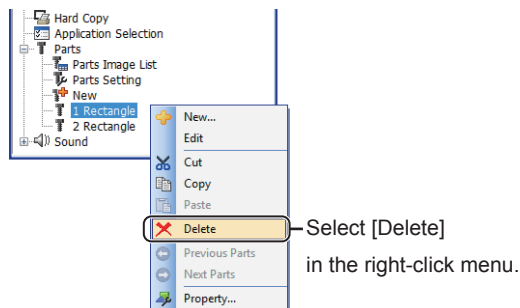 Hard Copy
Application Selection
Parts
Parts Image List
Parts Setting
New
1 Rectangle
2 Rectangle
Sound
New...
Edit
Cut
Copy
Paste
Delete
Previous Parts
Next Parts
Property...
Select [Delete]
in the right-click menu.